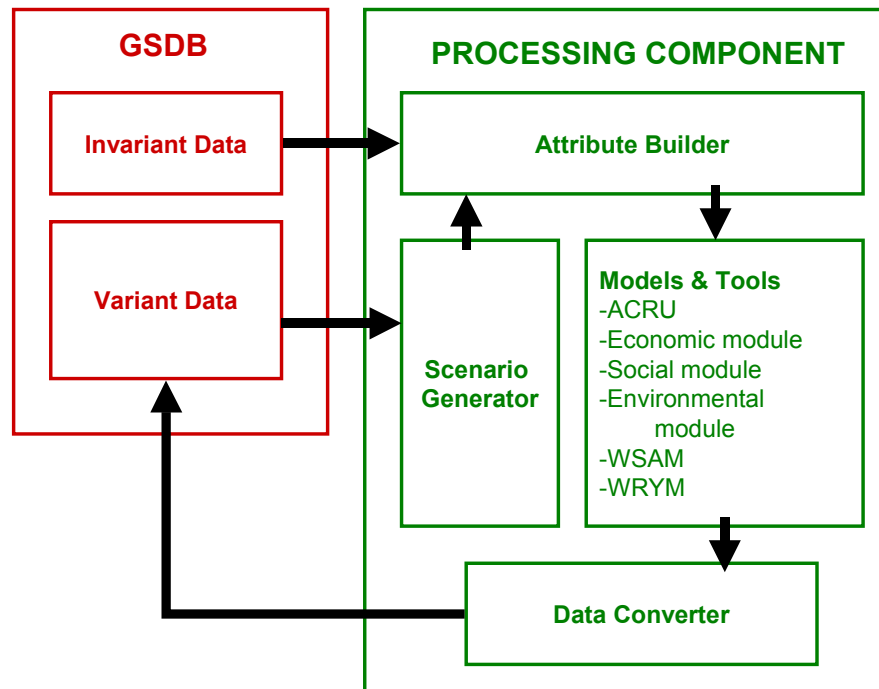 GSDB
Invariant Data
Variant Data
PROCESSING COMPONENT
Attribute Builder
Scenario
Generator
Models & Tools
-ACRU
-Economic module
-Social module
-Environmental
module
-WSAM
-WRYM
Data Converter